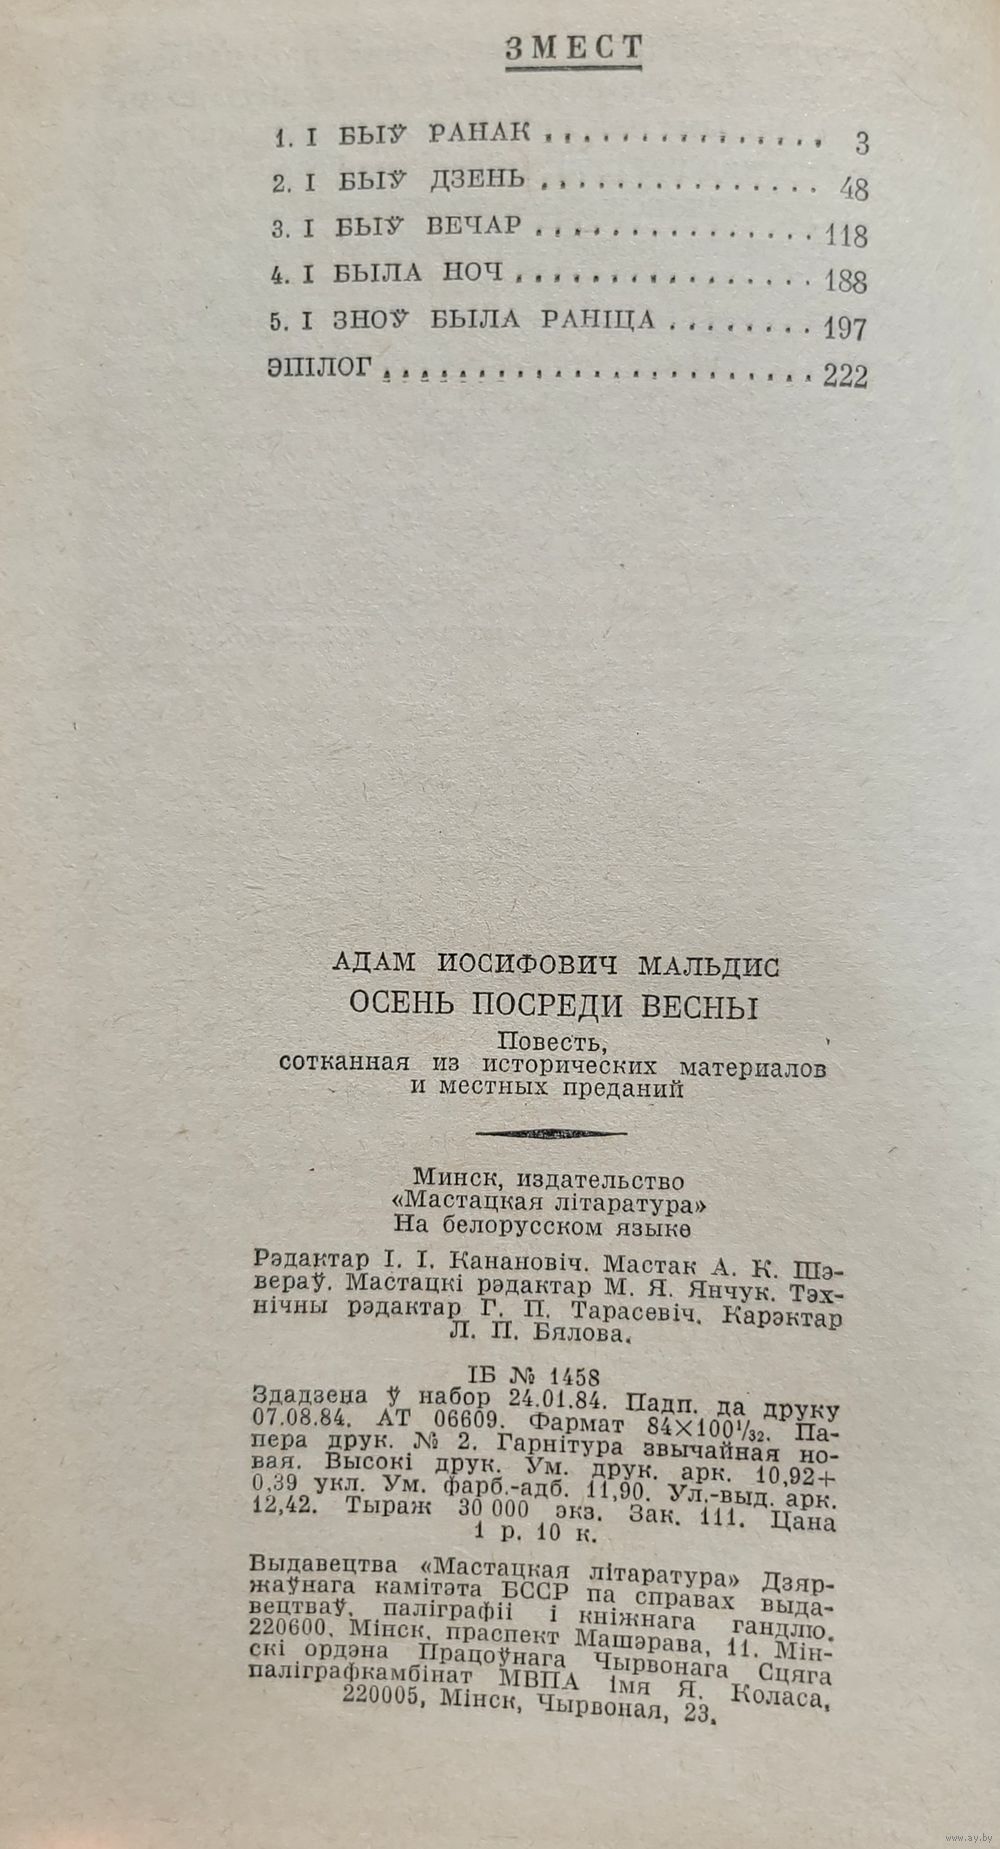 ЗМЕСТ
1. І БЫЎ РАНАК . . . . . . . . . . . . . . . 3
2. І БЫЎ ДЗЕНЬ . . . . . . . . . . . . . . . 48
3. І БЫЎ ВЕЧАР . . . . . . . . . . . . . . . 118
4. І БЫЛА НОЧ . . . . . . . . . . . . . . . . 188
5. І ЗНОЎ БЫЛА РАНІЦА . . . . . . . . 197
ЭПІЛОГ . . . . . . . . . . . . . . . . . . . . . . . 222
АДАМ ИОСИФОВИЧ МАЛЬДИС
ОСЕНЬ ПОСРЕДИ ВЕСНЫ
Повесть,
сотканная из исторических материалов
и местных преданий
Минск, издательство
«Мастацкая літаратура»
На белорусском языке
Рэдактар І. І. Канановіч. Мастак А. К. Шэ-
вераў. Мастацкі рэдактар М. Я. Янчук. Тэх-
нічны рэдактар Г. П. Тарасевіч. Карэктар
Л. П. Бялова.
ІБ № 1458
Здадзена ў набор 24.01.84. Падп. да друку
07.08.84. АТ 06609. Фармат 84×100¹/₃₂. Па-
пера друк. № 2. Гарнітура звычайная но-
вая. Высокі друк. Ум. друк. арк. 10,92+
0,39 укл. Ум. фарб.-адб. 11,90. Ул.-выд. арк.
12,42. Тыраж 30 000 экз. Зак. 111. Цана
1 р. 10 к.
Выдавецтва «Мастацкая літаратура» Дзяр-
жаўнага камітэта БССР па справах выда-
вецтваў, паліграфіі і кніжнага гандлю.
220600, Мінск, праспект Машэрава, 11. Мін-
скі ордэна Працоўнага Чырвонага Сцяга
паліграфкамбінат МВПА імя Я. Коласа,
220005, Мінск, Чырвоная, 23.
www.ay.by